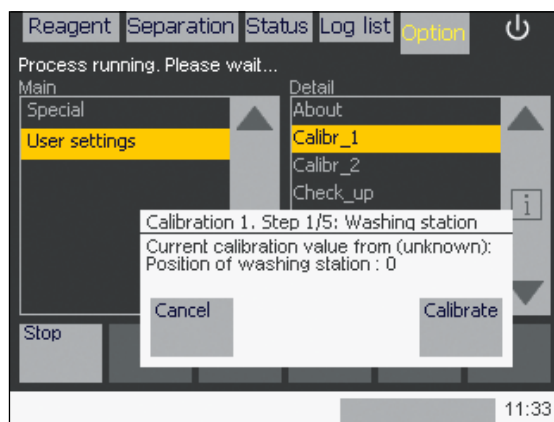 Reagent Separation Status Log list Option
Process running. Please wait...
Main Detail
Special About
User settings Calibr_1
Calibr_2
Check_up
i
Calibration 1. Step 1/5: Washing station
Current calibration value from (unknown):
Position of washing station : 0
Cancel Calibrate
Stop
11:33